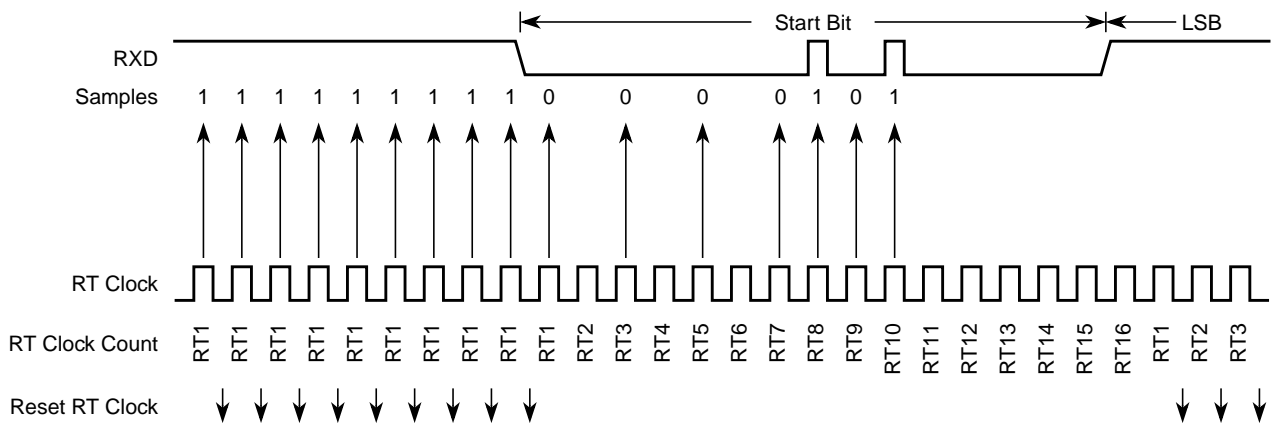 Start Bit LSB
RXD
Samples 1 1 1 1 1 1 1 1 1 0 0 0 0 1 0 1
RT Clock
RT Clock Count RT1 RT1 RT1 RT1 RT1 RT1 RT1 RT1 RT1 RT1 RT2 RT3 RT4 RT5 RT6 RT7 RT8 RT9 RT10 RT11 RT12 RT13 RT14 RT15 RT16 RT1 RT2 RT3
Reset RT Clock